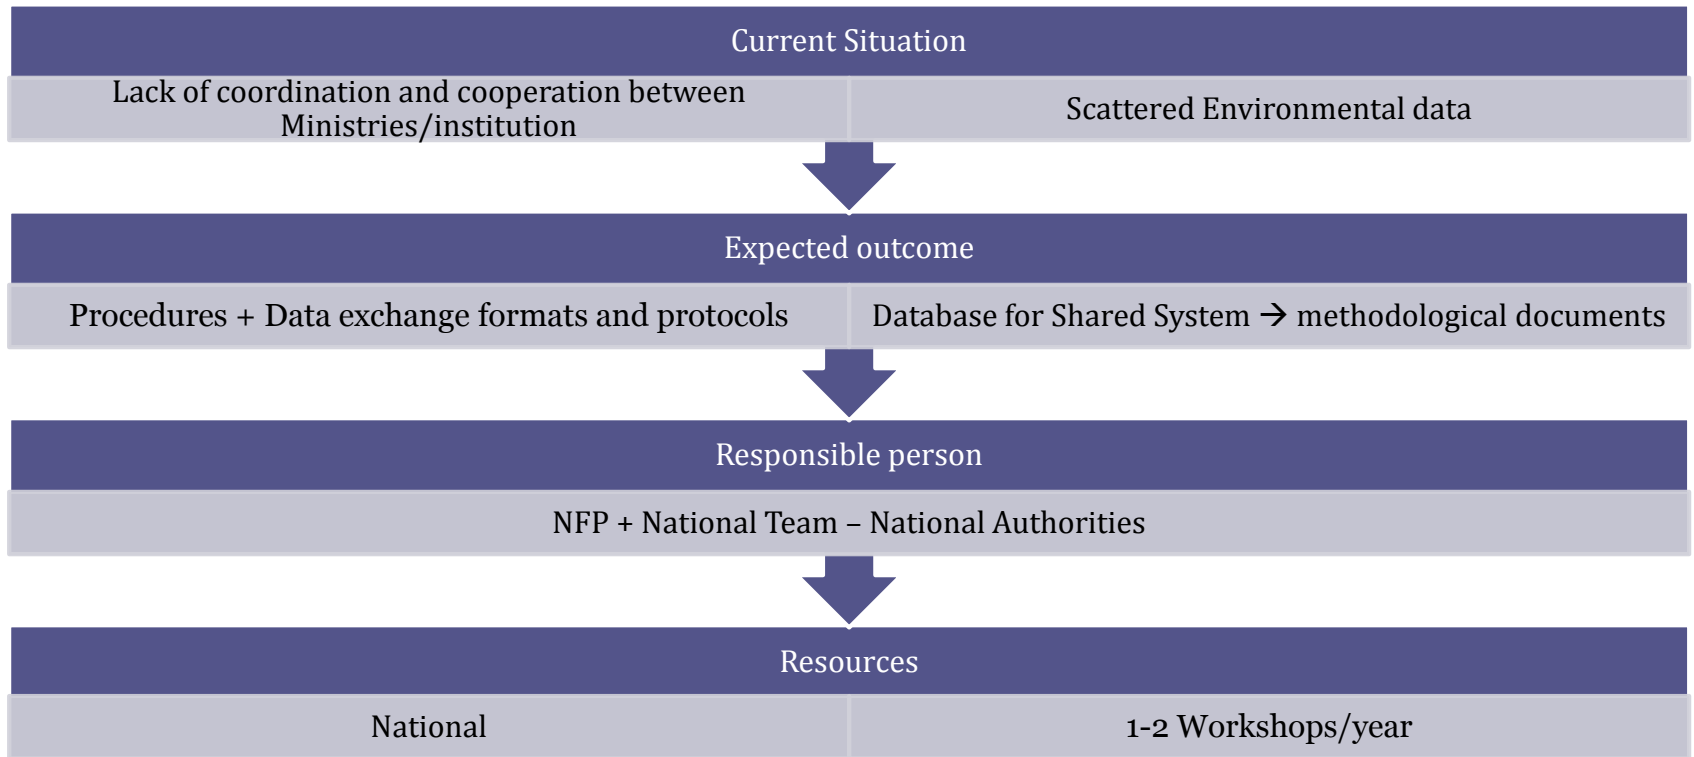 Current Situation
Lack of coordination and cooperation between
Ministries/institution
Scattered Environmental data
Expected outcome
Procedures + Data exchange formats and protocols
Database for Shared System → methodological documents
Responsible person
NFP + National Team – National Authorities
Resources
National
1-2 Workshops/year